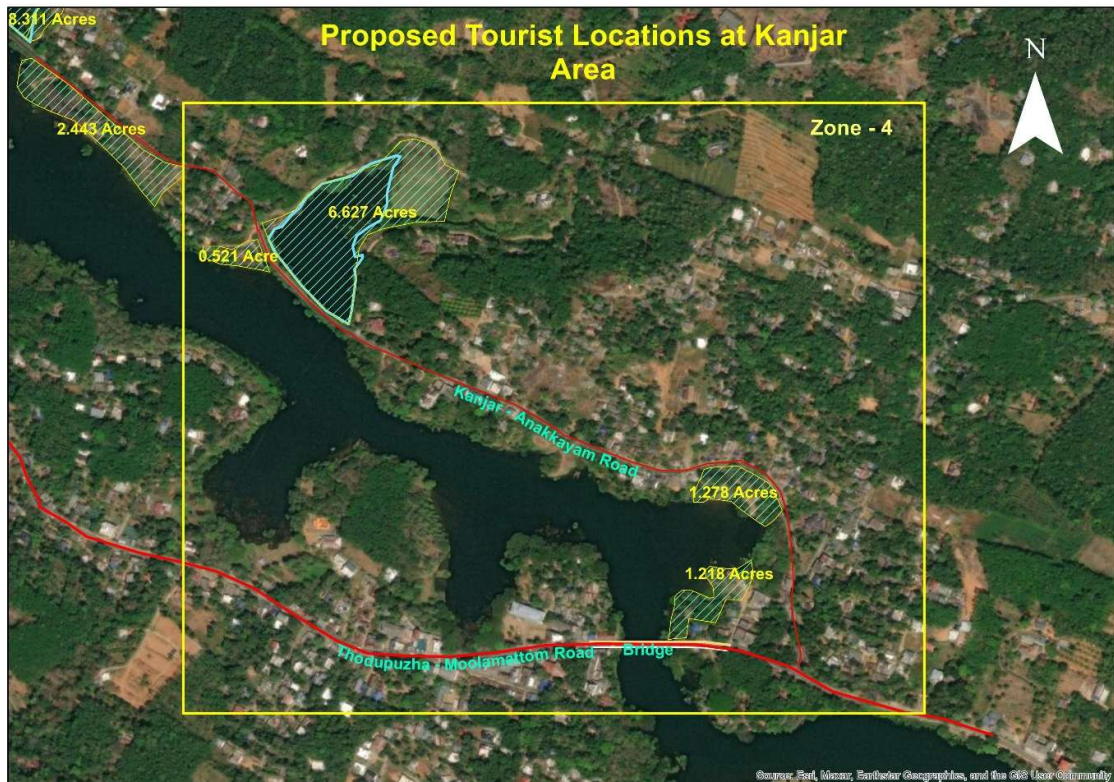 8.311 Acres
Proposed Tourist Locations at Kanjar
Area
N
2.443 Acres
Zone - 4
6.627 Acres
0.521 Acre
Kanjar - Anakkayam Road
1.278 Acres
1.218 Acres
Thodupuzha - Moolamattom Road
Bridge
Source: Esri, Maxar, Earthstar Geographics, and the GIS User Community